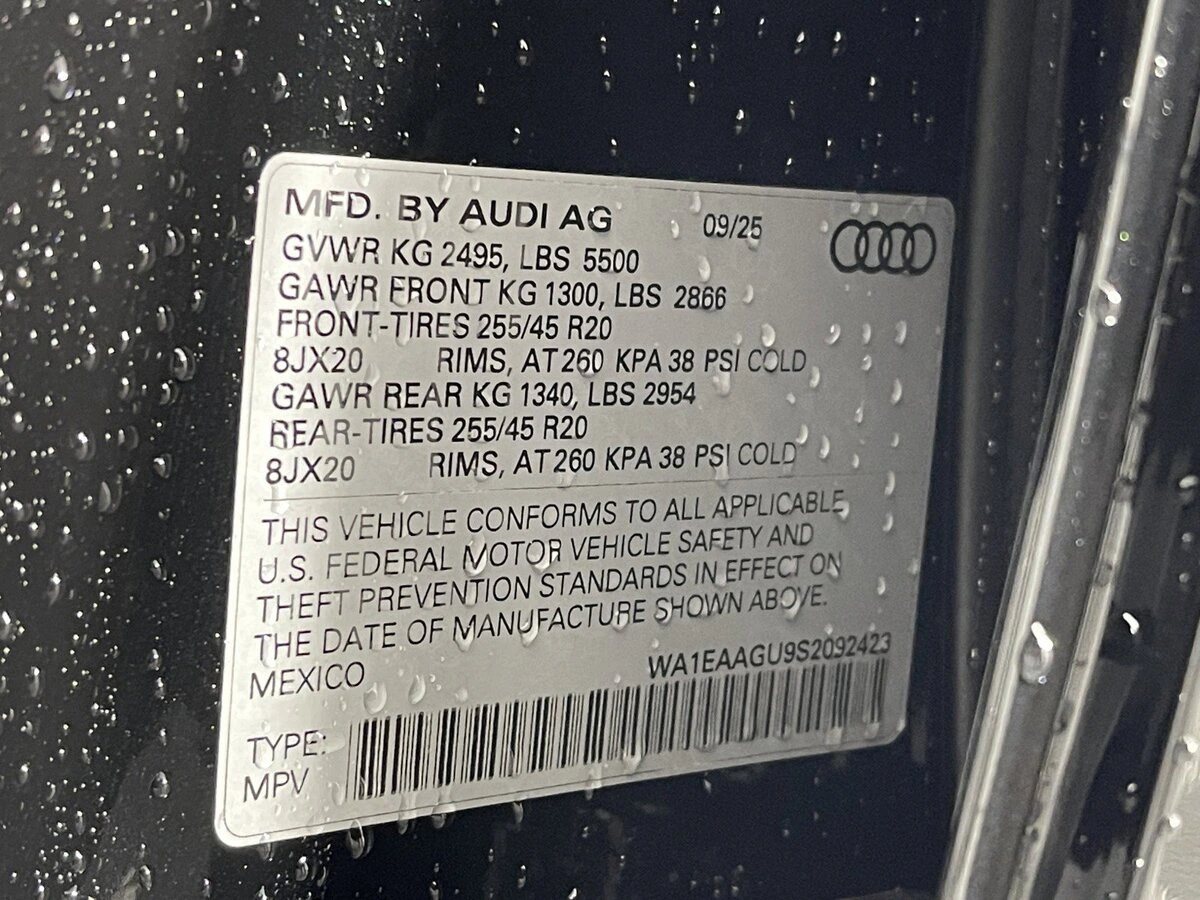 MFD. BY AUDI AG 09/25
GVWR KG 2495, LBS 5500
GAWR FRONT KG 1300, LBS 2866
FRONT-TIRES 255/45 R20
8JX20 RIMS, AT 260 KPA 38 PSI COLD
GAWR REAR KG 1340, LBS 2954
REAR-TIRES 255/45 R20
8JX20 RIMS, AT 260 KPA 38 PSI COLD
THIS VEHICLE CONFORMS TO ALL APPLICABLE
U.S. FEDERAL MOTOR VEHICLE SAFETY AND
THEFT PREVENTION STANDARDS IN EFFECT ON
THE DATE OF MANUFACTURE SHOWN ABOVE.
MEXICO WA1EAAGU9S2092423
TYPE:
MPV